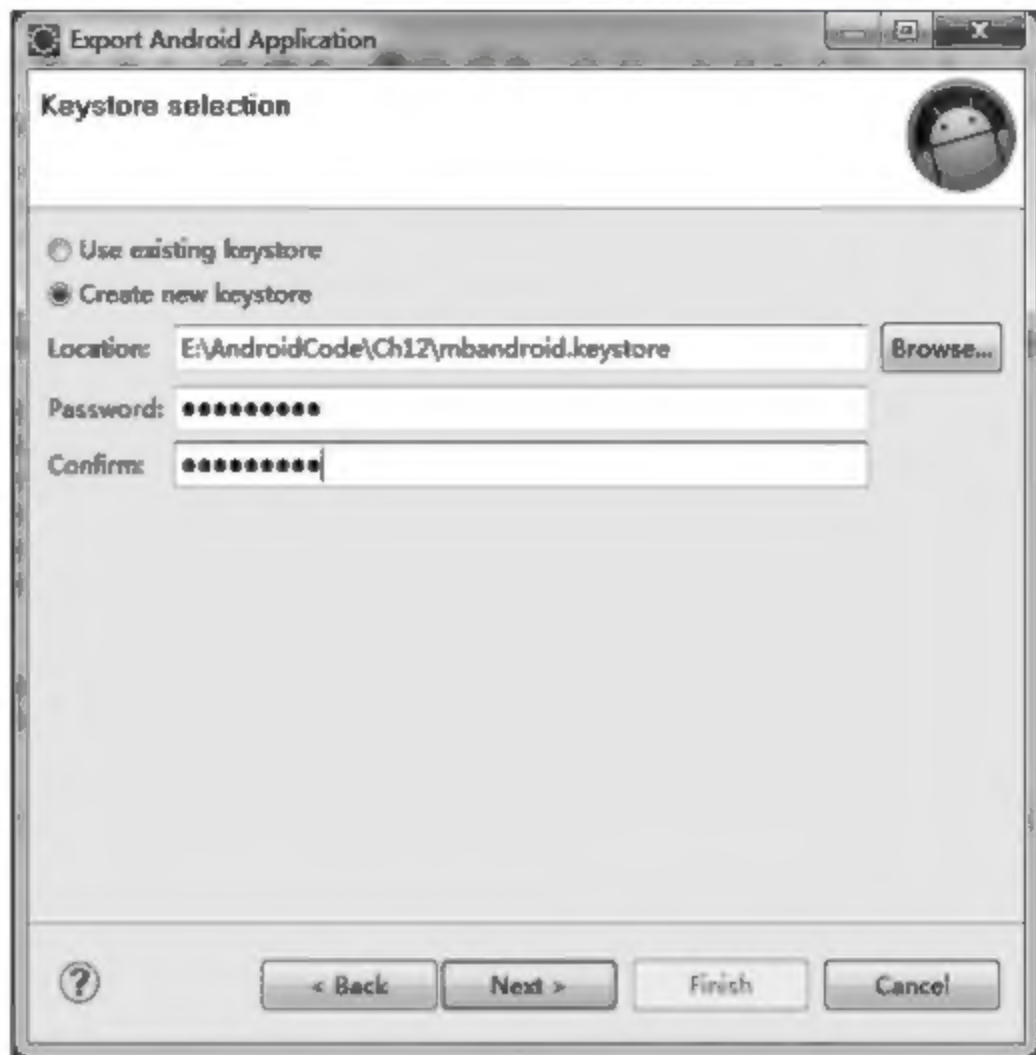 Export Android Application
Keystore selection
Use existing keystore
Create new keystore
Location: E:\AndroidCode\Ch12\mbandroid.keystore Browse...
Password: ●●●●●●●●●
Confirm: ●●●●●●●●●
? < Back Next > Finish Cancel